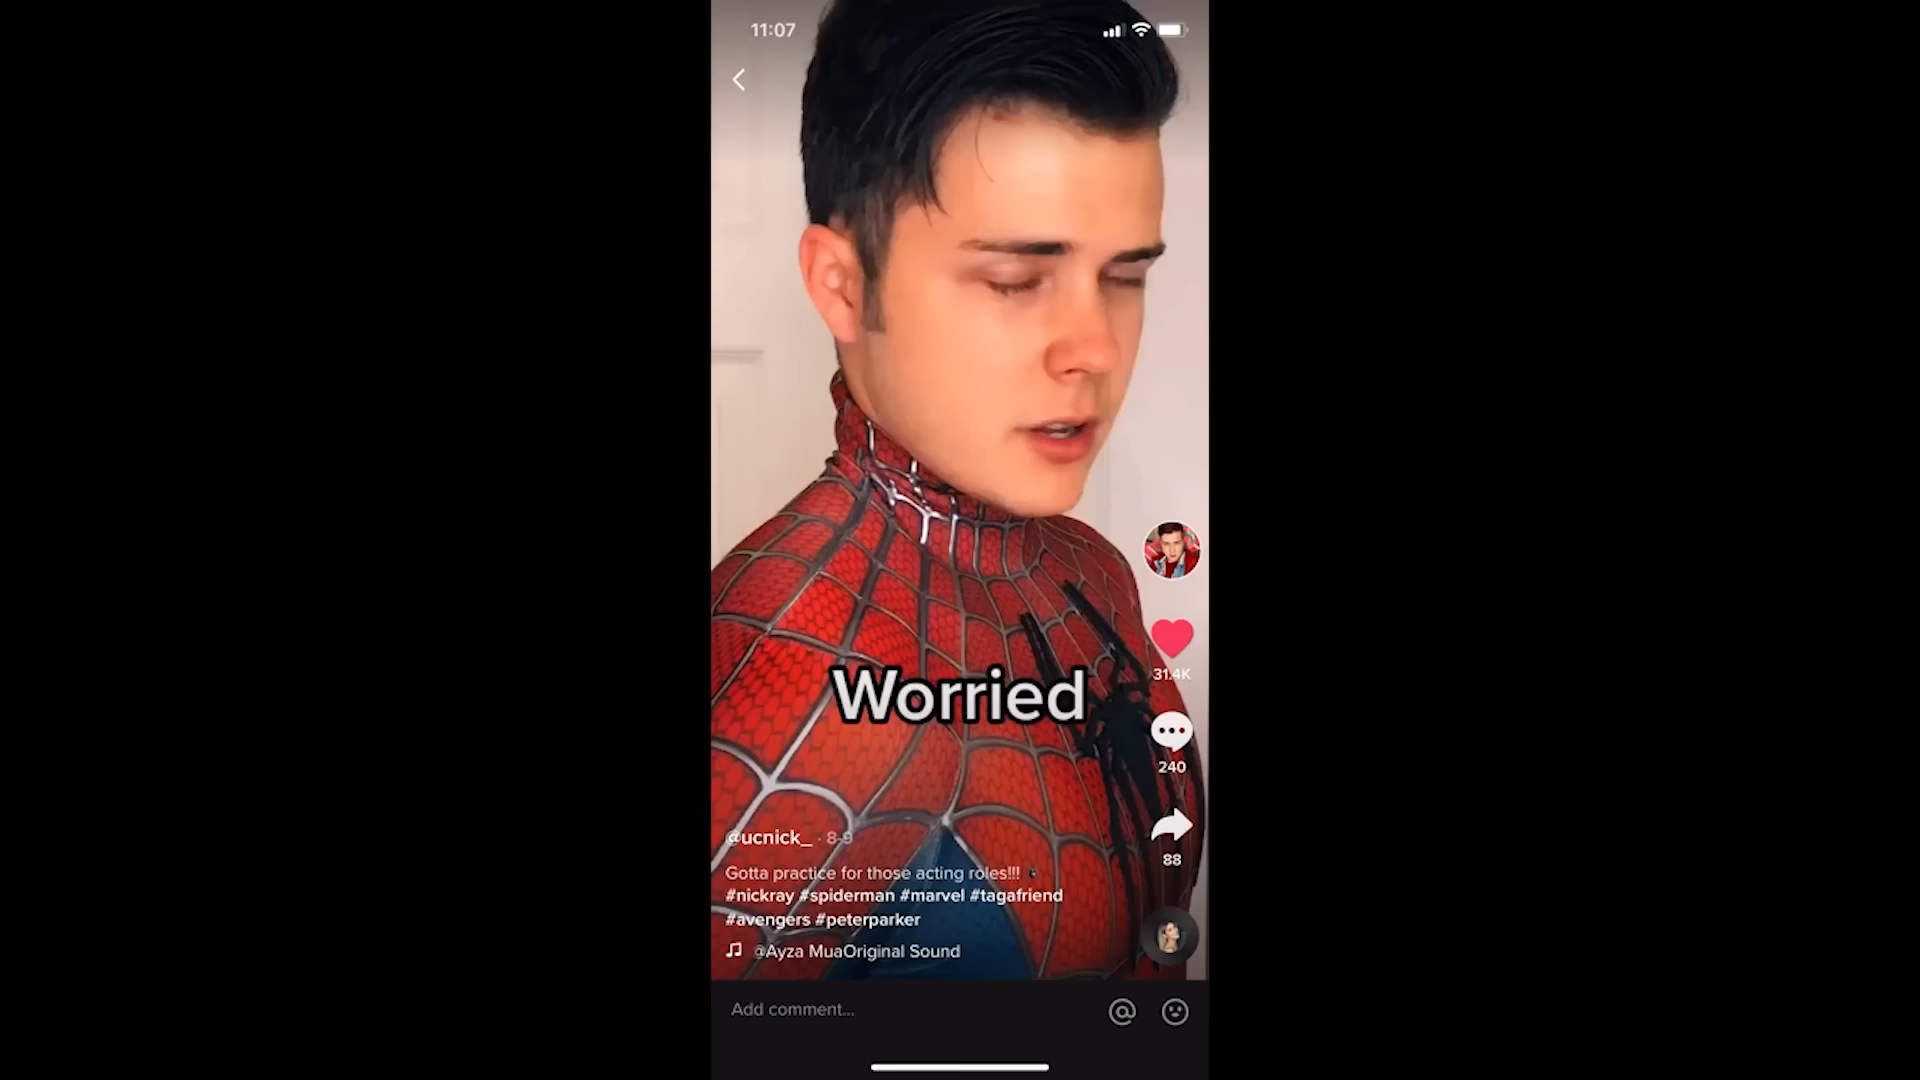 11:07
Worried
31.4K
240
88
@ucnick_ · 8-9
Gotta practice for those acting roles!!!
#nickray #spiderman #marvel #tagafriend
#avengers #peterparker
@Ayza MuaOriginal Sound
Add comment...